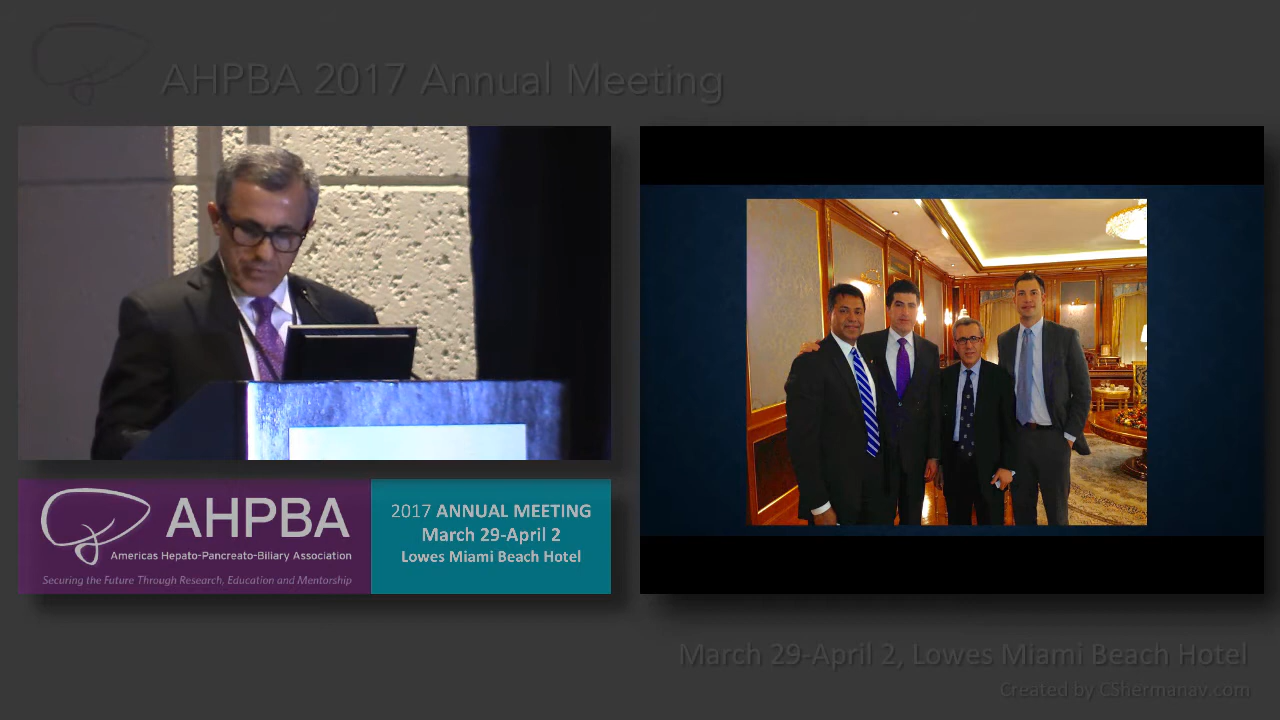 AHPBA 2017 Annual Meeting
AHPBA
Americas Hepato-Pancreato-Biliary Association
Securing the Future Through Research, Education and Mentorship
2017 ANNUAL MEETING
March 29-April 2
Lowes Miami Beach Hotel
March 29-April 2, Lowes Miami Beach Hotel
Created by CShermanav.com